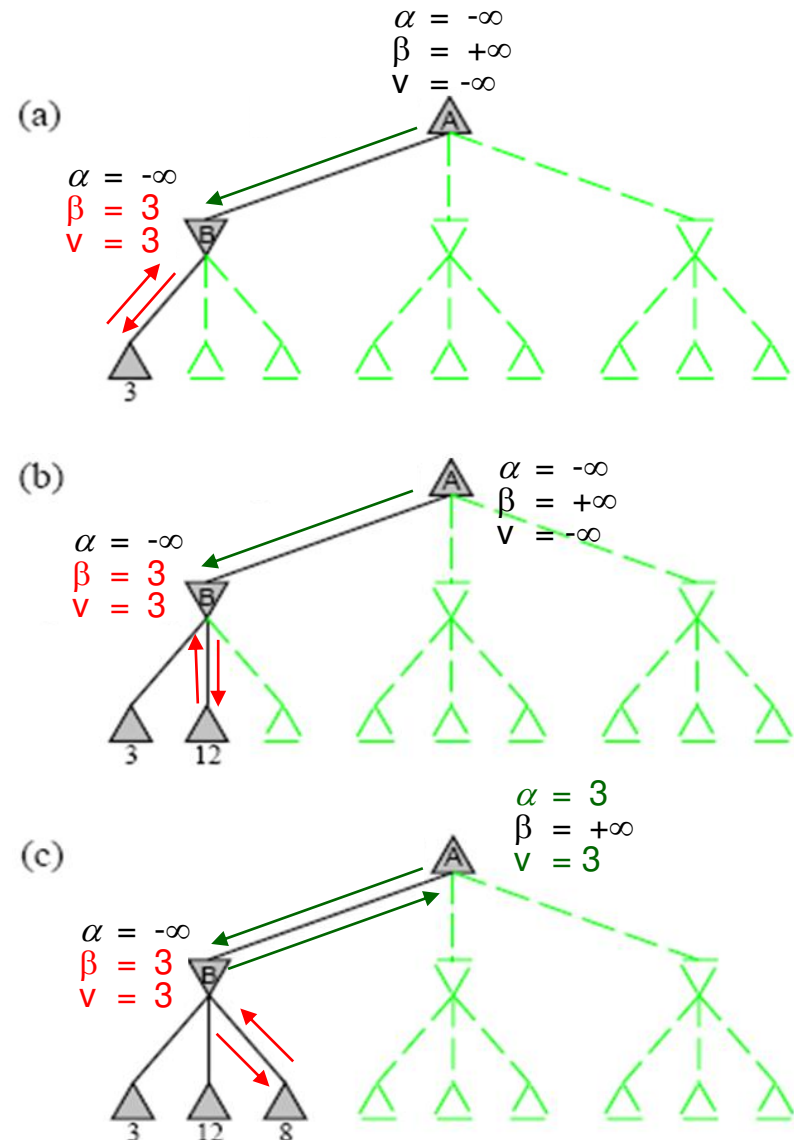 α = -∞
β = +∞
v = -∞
(a)
A
α = -∞
β = 3
v = 3
B
3
(b)
A
α = -∞
β = +∞
v = -∞
α = -∞
β = 3
v = 3
B
3 12
α = 3
β = +∞
v = 3
(c)
A
α = -∞
β = 3
v = 3
B
3 12 8